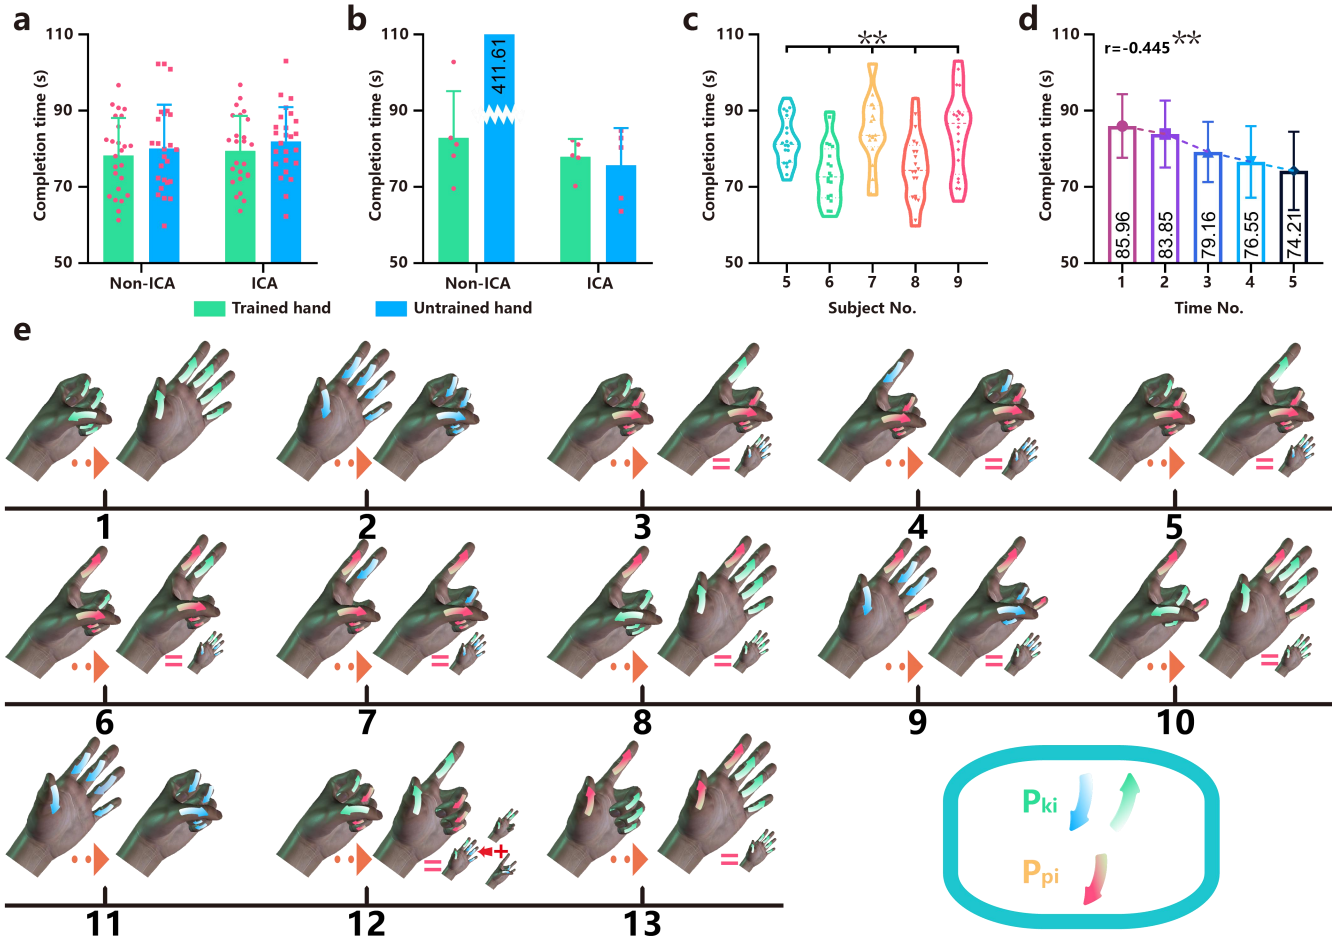 a
Completion time (s)
110
90
70
50
Non-ICA
ICA
b
Completion time (s)
110
90
70
50
411.61
Non-ICA
ICA
Trained hand
Untrained hand
c
Completion time (s)
110
90
70
50
**
5 6 7 8 9
Subject No.
d
Completion time (s)
110
90
70
50
r=-0.445**
85.96
83.85
79.16
76.55
74.21
1 2 3 4 5
Time No.
e
=
=
=
1 2 3 4 5
=
=
=
=
=
6 7 8 9 10
=
+
=
11 12 13
Pki
Ppi